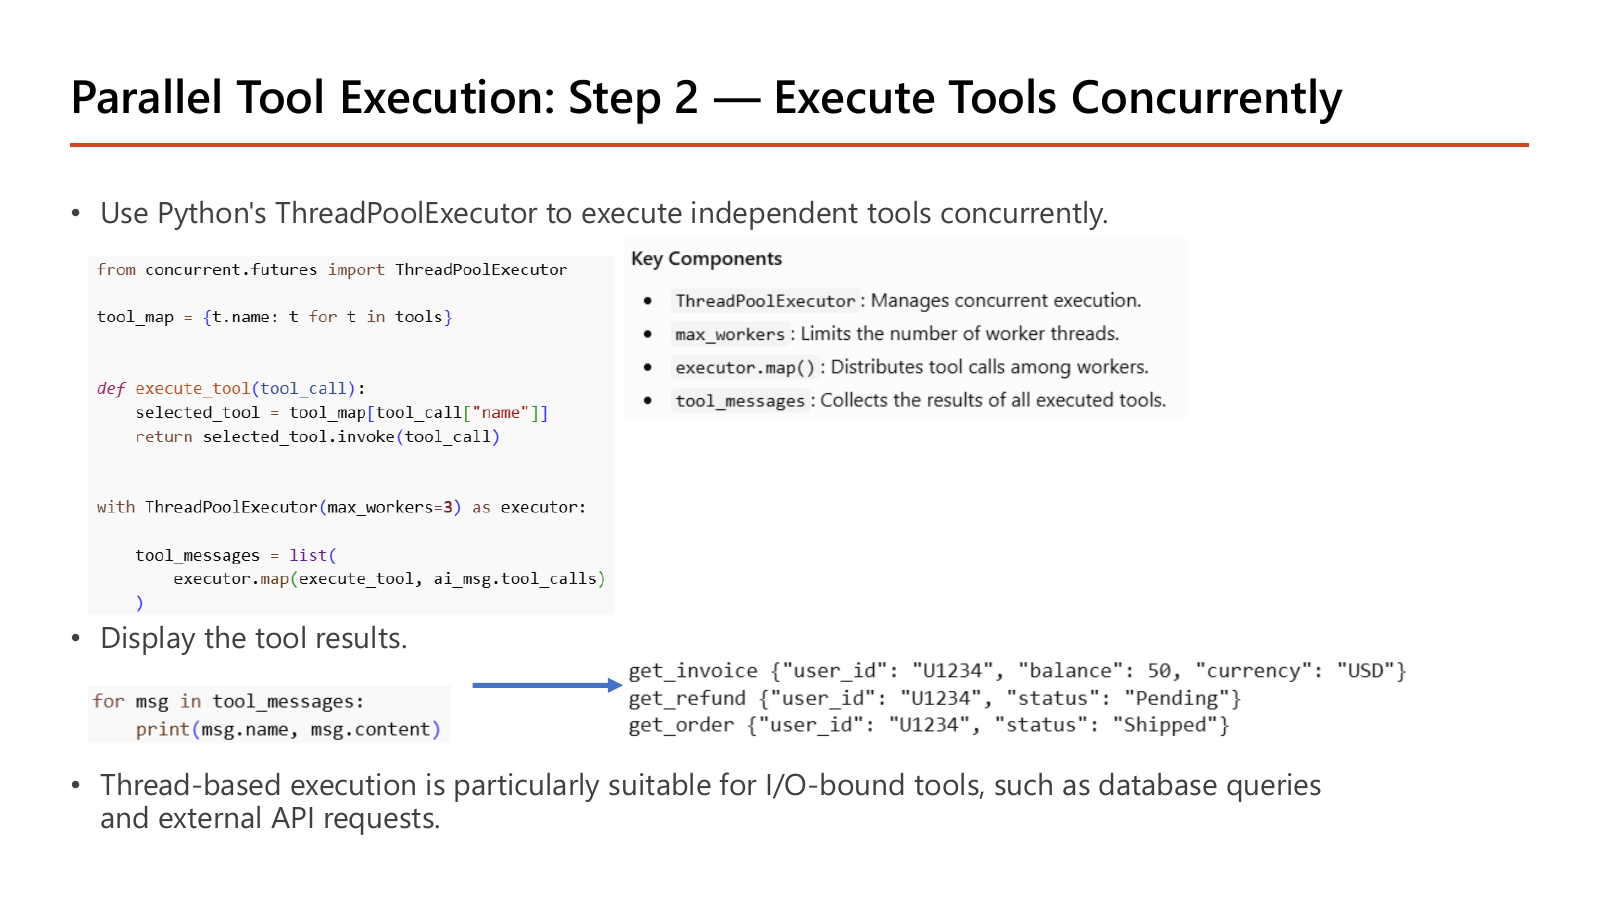 Parallel Tool Execution: Step 2 — Execute Tools Concurrently
• Use Python's ThreadPoolExecutor to execute independent tools concurrently.
from concurrent.futures import ThreadPoolExecutor
tool_map = {t.name: t for t in tools}
def execute_tool(tool_call):
    selected_tool = tool_map[tool_call["name"]]
    return selected_tool.invoke(tool_call)
with ThreadPoolExecutor(max_workers=3) as executor:
    tool_messages = list(
        executor.map(execute_tool, ai_msg.tool_calls)
    )
Key Components
• ThreadPoolExecutor: Manages concurrent execution.
• max_workers: Limits the number of worker threads.
• executor.map(): Distributes tool calls among workers.
• tool_messages: Collects the results of all executed tools.
• Display the tool results.
for msg in tool_messages:
    print(msg.name, msg.content)
get_invoice {"user_id": "U1234", "balance": 50, "currency": "USD"}
get_refund {"user_id": "U1234", "status": "Pending"}
get_order {"user_id": "U1234", "status": "Shipped"}
• Thread-based execution is particularly suitable for I/O-bound tools, such as database queries
and external API requests.